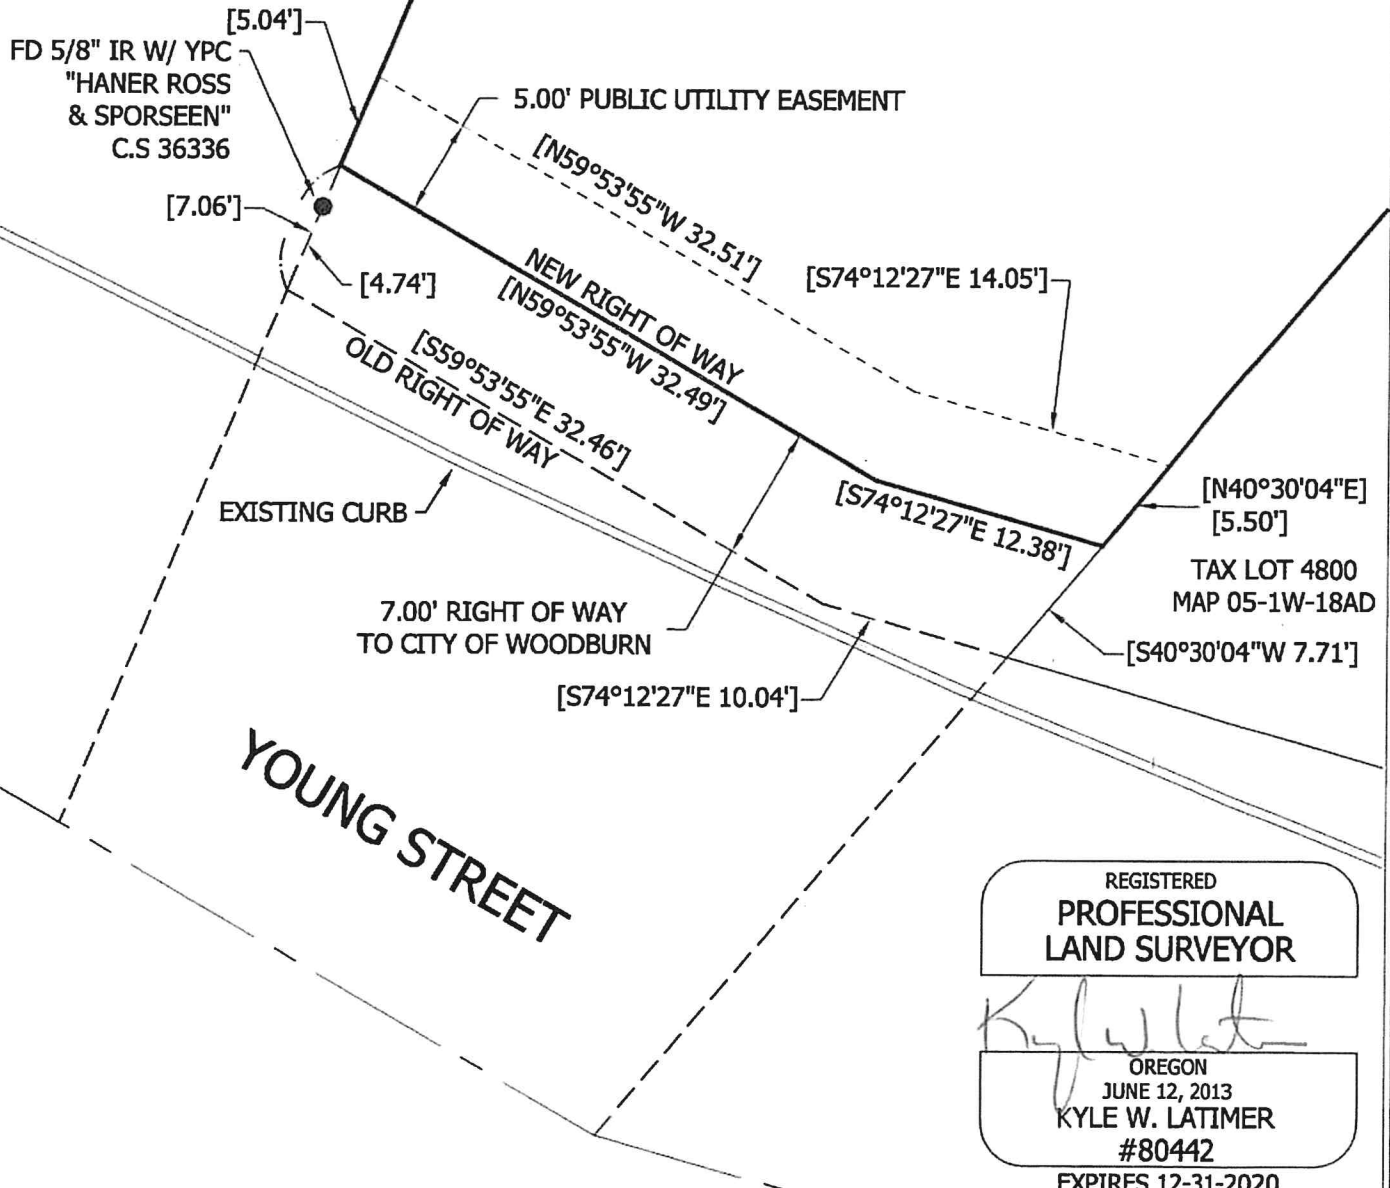 [5.04']
FD 5/8" IR W/ YPC
"HANER ROSS
& SPORSEEN"
C.S 36336
5.00' PUBLIC UTILITY EASEMENT
[N59°53'55"W 32.51']
[7.06']
[4.74']
NEW RIGHT OF WAY
[N59°53'55"W 32.49']
[S74°12'27"E 14.05']
[S59°53'55"E 32.46']
OLD RIGHT OF WAY
EXISTING CURB
[S74°12'27"E 12.38']
[N40°30'04"E]
[5.50']
TAX LOT 4800
MAP 05-1W-18AD
7.00' RIGHT OF WAY
TO CITY OF WOODBURN
[S40°30'04"W 7.71']
[S74°12'27"E 10.04']
YOUNG STREET
REGISTERED
PROFESSIONAL
LAND SURVEYOR
Kyle W Latimer
OREGON
JUNE 12, 2013
KYLE W. LATIMER
#80442
EXPIRES 12-31-2020